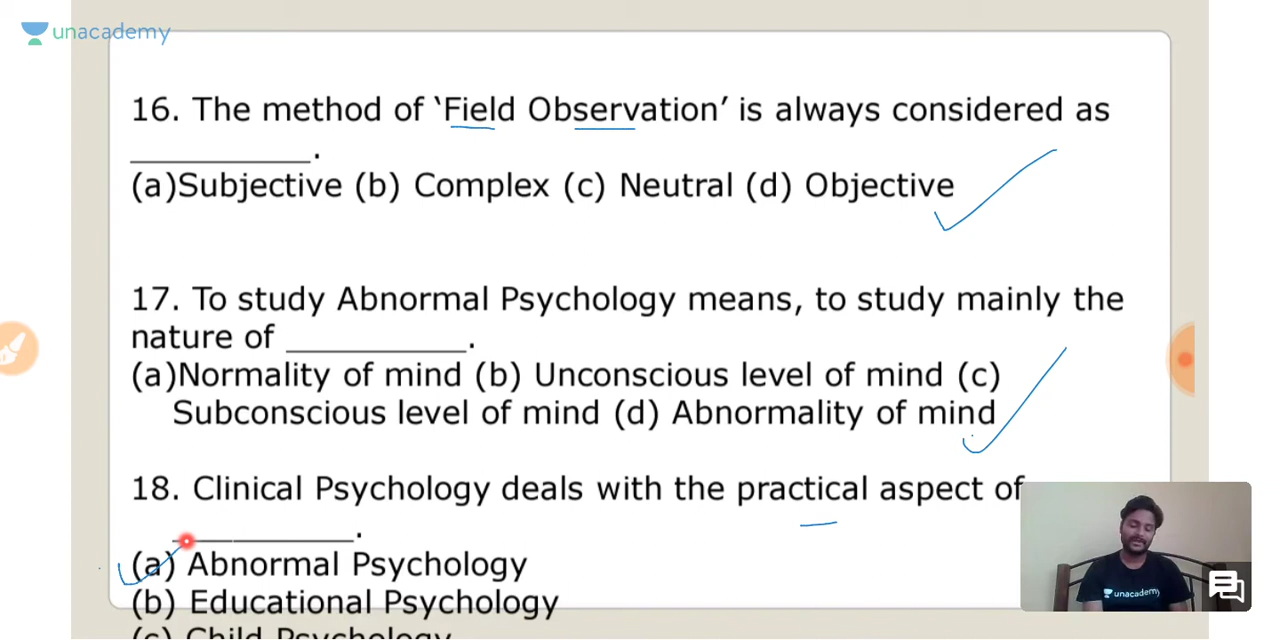 unacademy
16. The method of ‘Field Observation’ is always considered as
__________.
(a)Subjective (b) Complex (c) Neutral (d) Objective
17. To study Abnormal Psychology means, to study mainly the
nature of __________.
(a)Normality of mind (b) Unconscious level of mind (c)
Subconscious level of mind (d) Abnormality of mind
18. Clinical Psychology deals with the practical aspect of
__________.
(a) Abnormal Psychology
(b) Educational Psychology
(c) Child Psychology
unacademy